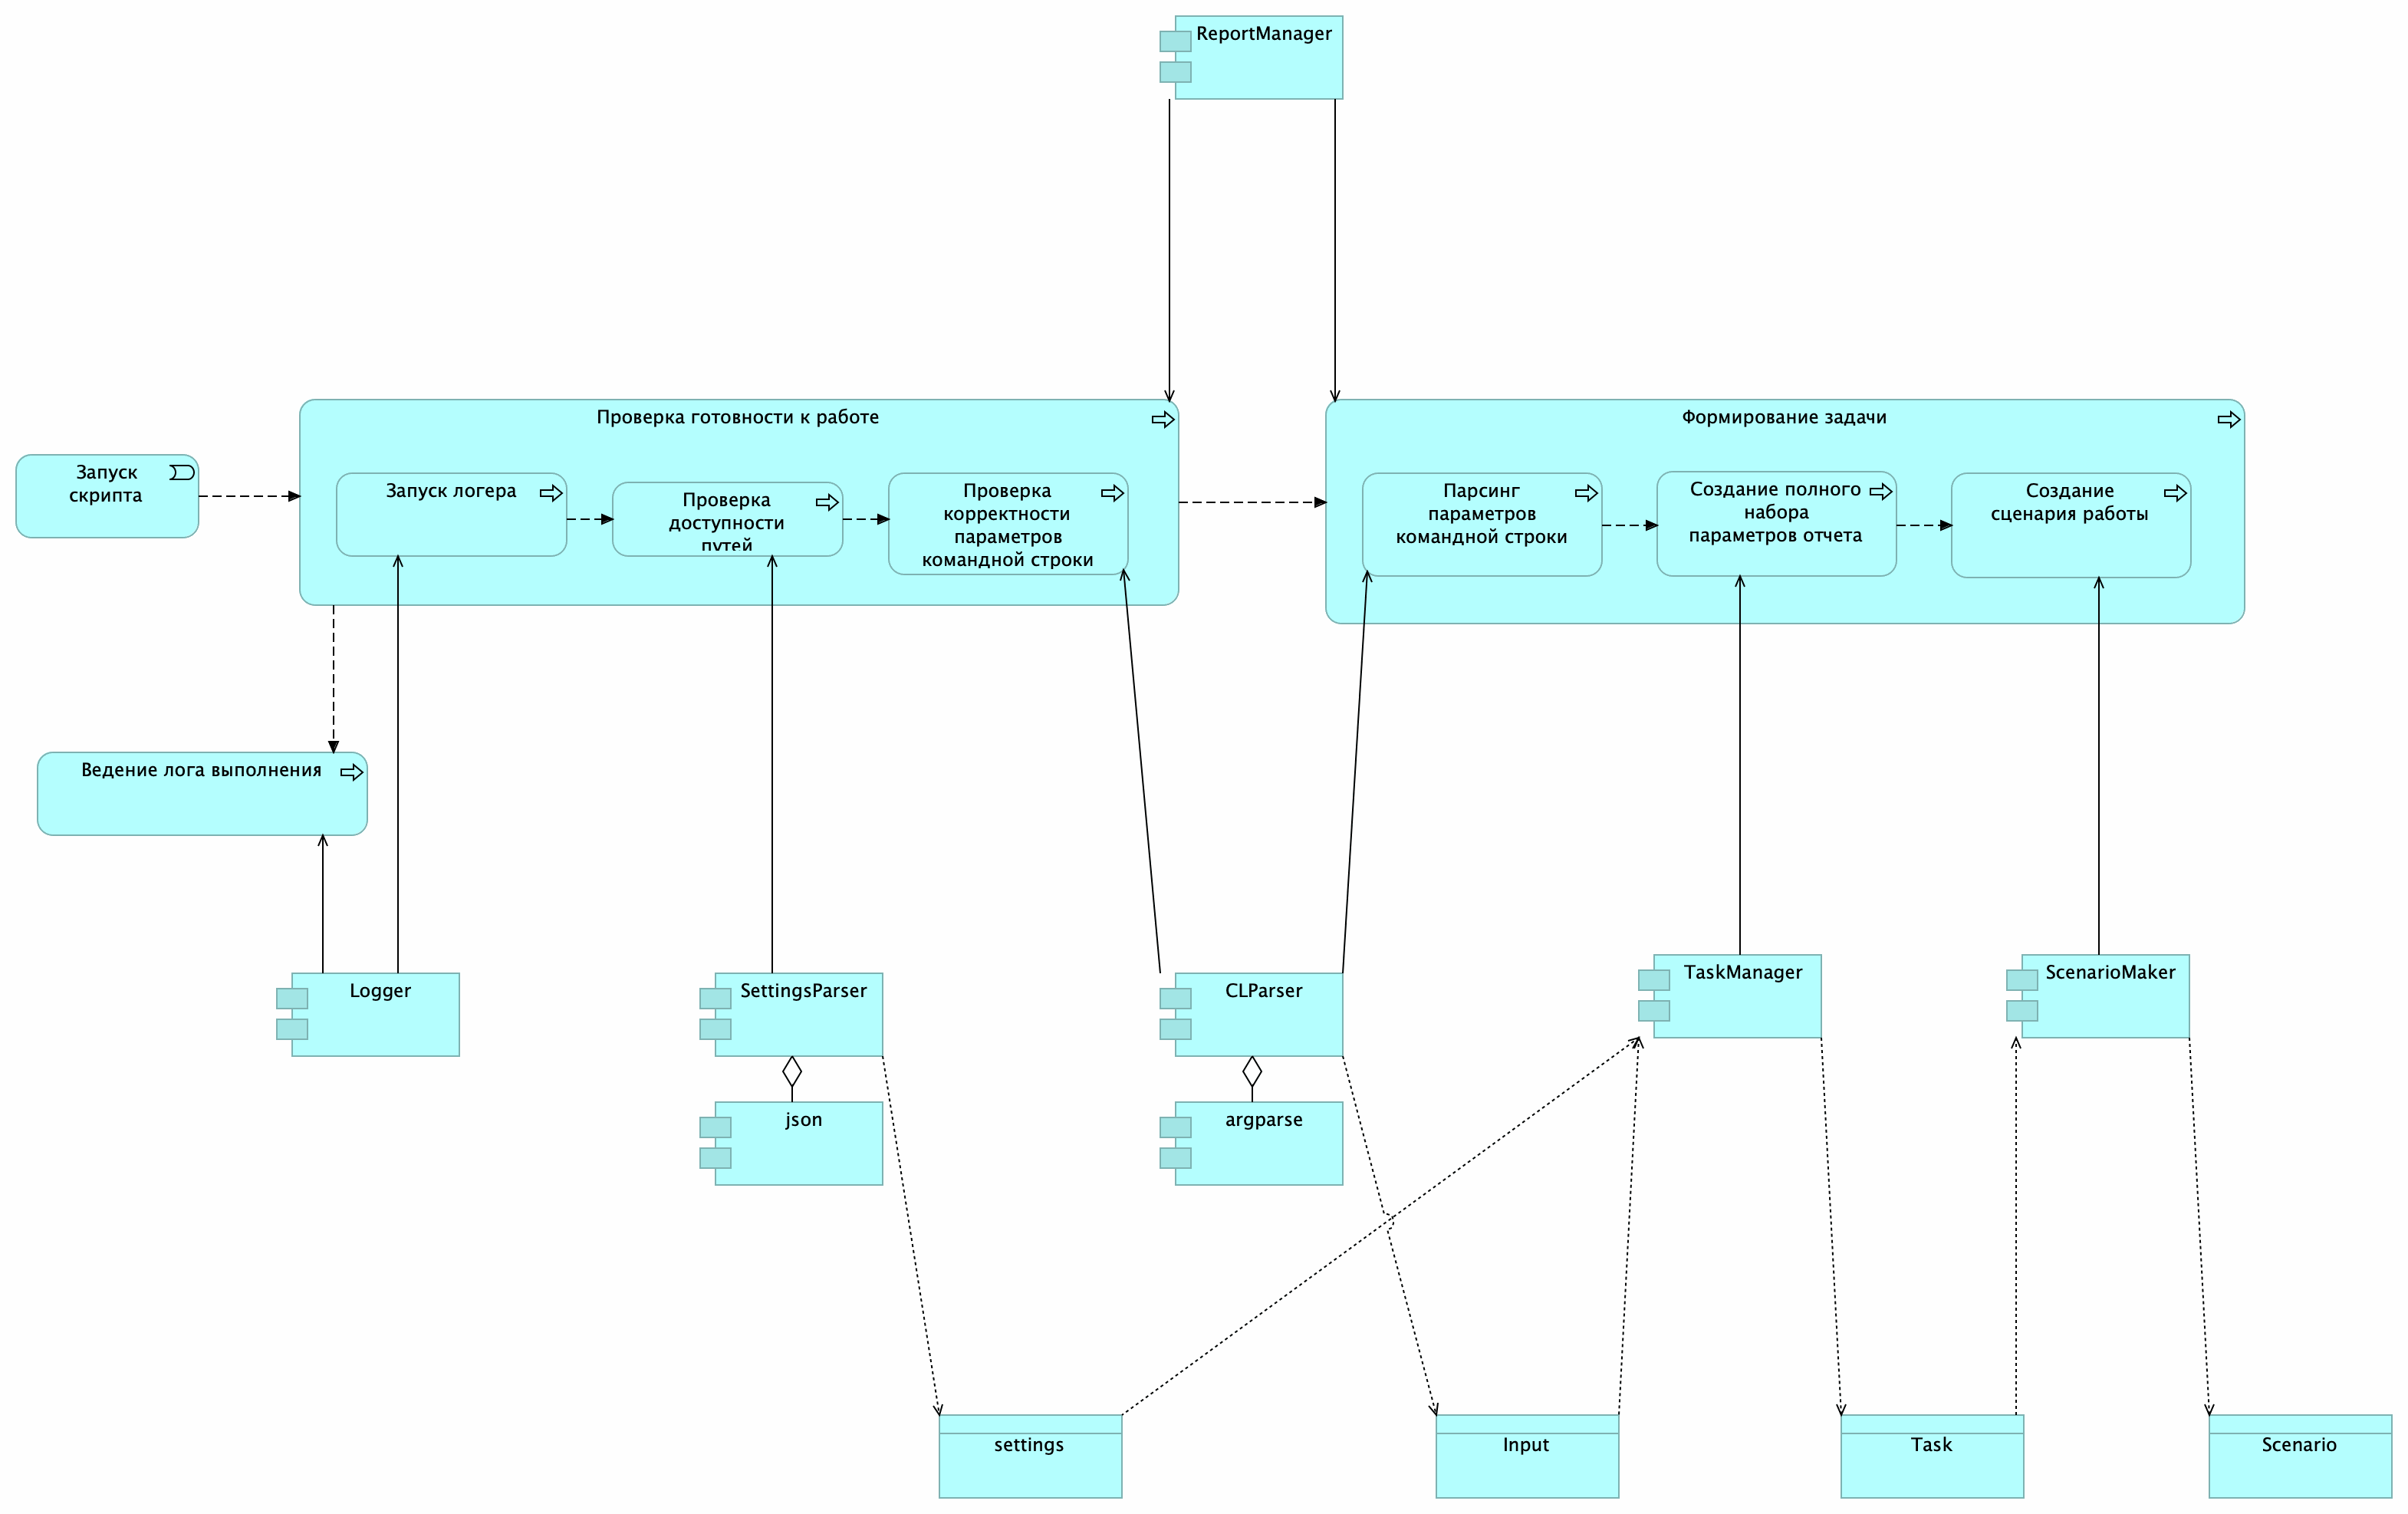 ReportManager
Проверка готовности к работе
Формирование задачи
Запуск
скрипта
Запуск логера
Проверка
доступности
путей
Проверка
корректности
параметров
командной строки
Парсинг
параметров
командной строки
Создание полного
набора
параметров отчета
Создание
сценария работы
Ведение лога выполнения
Logger
SettingsParser
CLParser
TaskManager
ScenarioMaker
json
argparse
settings
Input
Task
Scenario